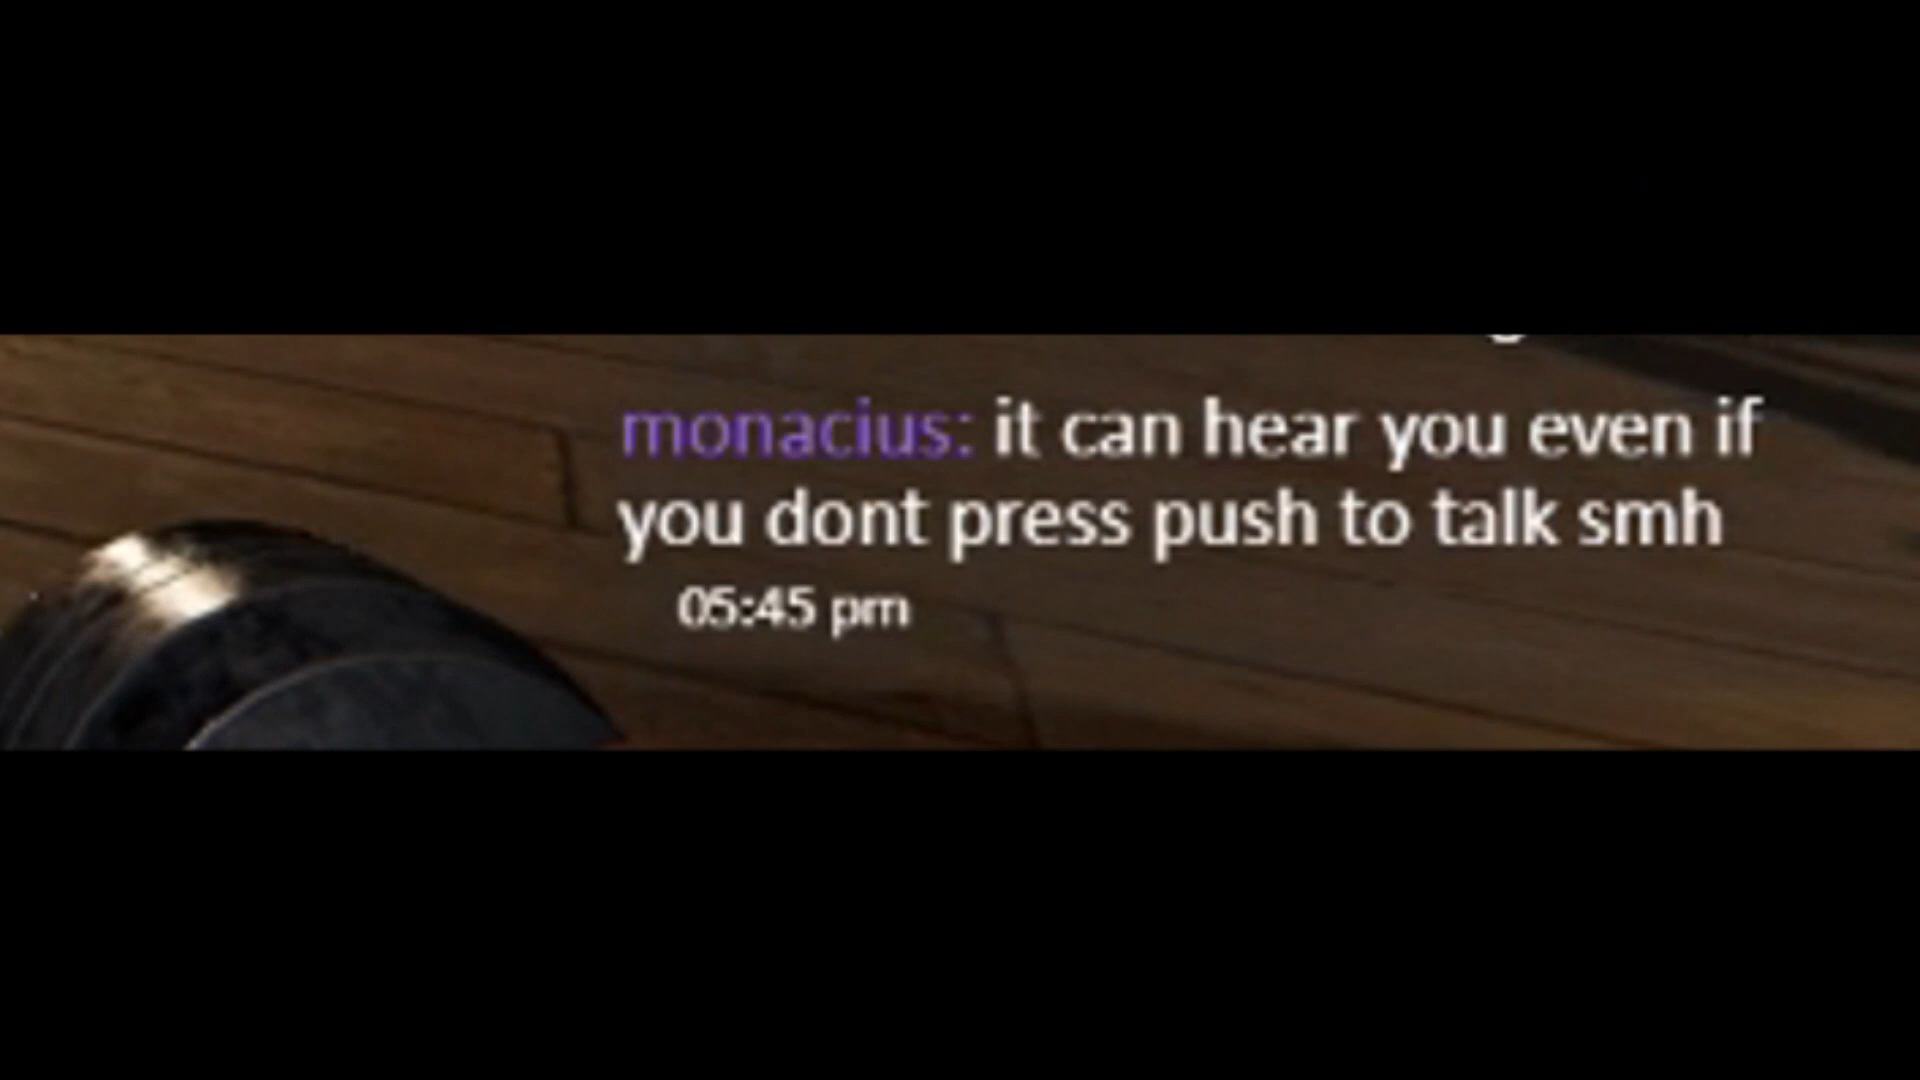 monacius: it can hear you even if
you dont press push to talk smh
05:45 pm